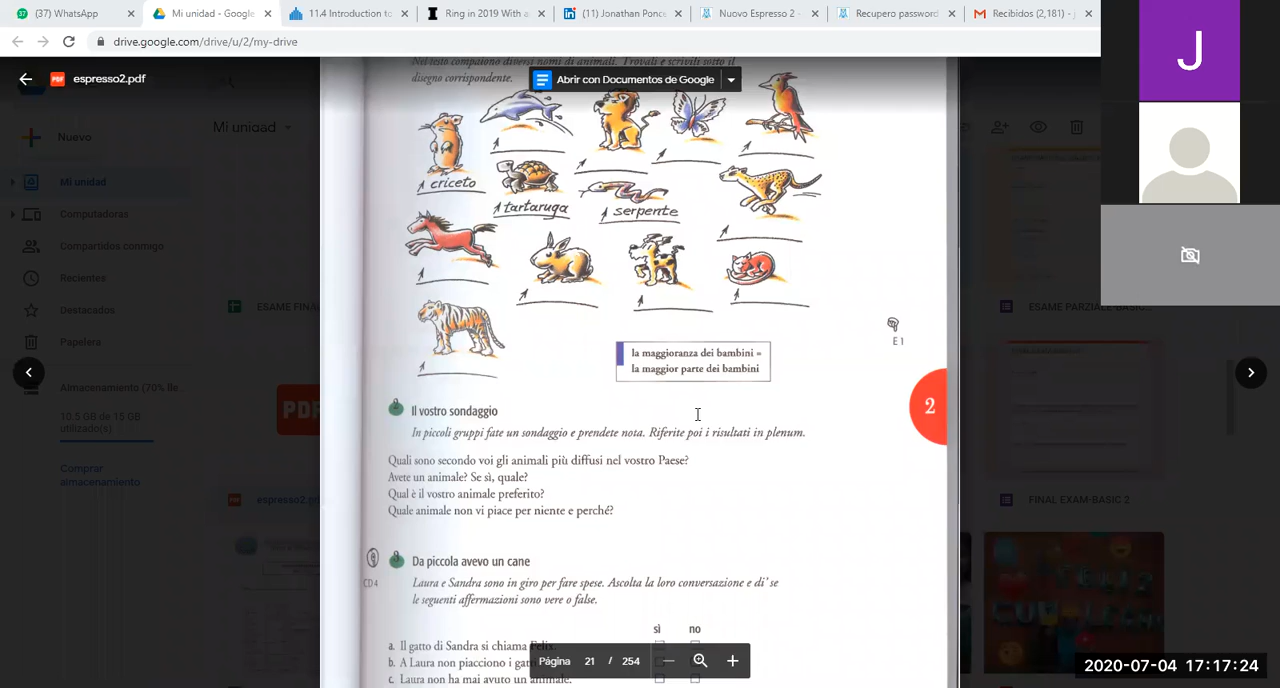 (37) WhatsApp
Mi unidad - Google
11.4 Introduction to
Ring in 2019 With a
(11) Jonathan Ponce
Nuovo Espresso 2 -
Recupero password
Recibidos (2,181) - j
drive.google.com/drive/u/2/my-drive
espresso2.pdf
Abrir con Documentos de Google
J
Nel testo compaiono diversi nomi di animali. Trovali e scrivili sotto il
disegno corrispondente.
Nuevo
Mi unidad
Mi unidad
Computadoras
Compartidos conmigo
Recientes
Destacados
Papelera
Almacenamiento (70% lle
10.5 GB de 15 GB
utilizado(s)
Comprar
almacenamiento
PDF
ESAME FIN
espresso2.p
criceto
tartaruga
serpente
la maggioranza dei bambini =
la maggior parte dei bambini
E 1
2
Il vostro sondaggio
In piccoli gruppi fate un sondaggio e prendete nota. Riferite poi i risultati in plenum.
Quali sono secondo voi gli animali più diffusi nel vostro Paese?
Avete un animale? Se sì, quale?
Qual è il vostro animale preferito?
Quale animale non vi piace per niente e perché?
Da piccola avevo un cane
CD 4
Laura e Sandra sono in giro per fare spese. Ascolta la loro conversazione e di' se
le seguenti affermazioni sono vere o false.
sì no
a. Il gatto di Sandra si chiama Felix.
b. A Laura non piacciono i gatti
c. Laura non ha mai avuto un animale.
Página 21 / 254
ESAME PARZIALE-BASIC
FINAL EXAM-BASIC 2
FELIZ
2020-07-04 17:17:24